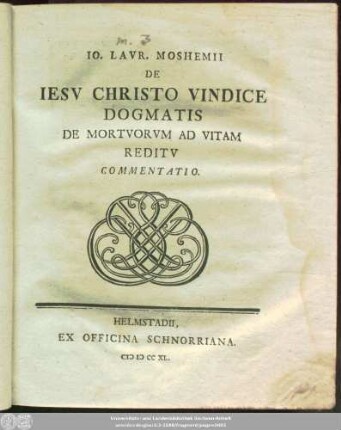 m. 3
IO. LAVR. MOSHEMII
DE
IESV CHRISTO VINDICE
DOGMATIS
DE MORTVORVM AD VITAM
REDITV
COMMENTATIO.
HELMSTADII,
EX OFFICINA SCHNORRIANA.
CIↃ IↃ CC XL.